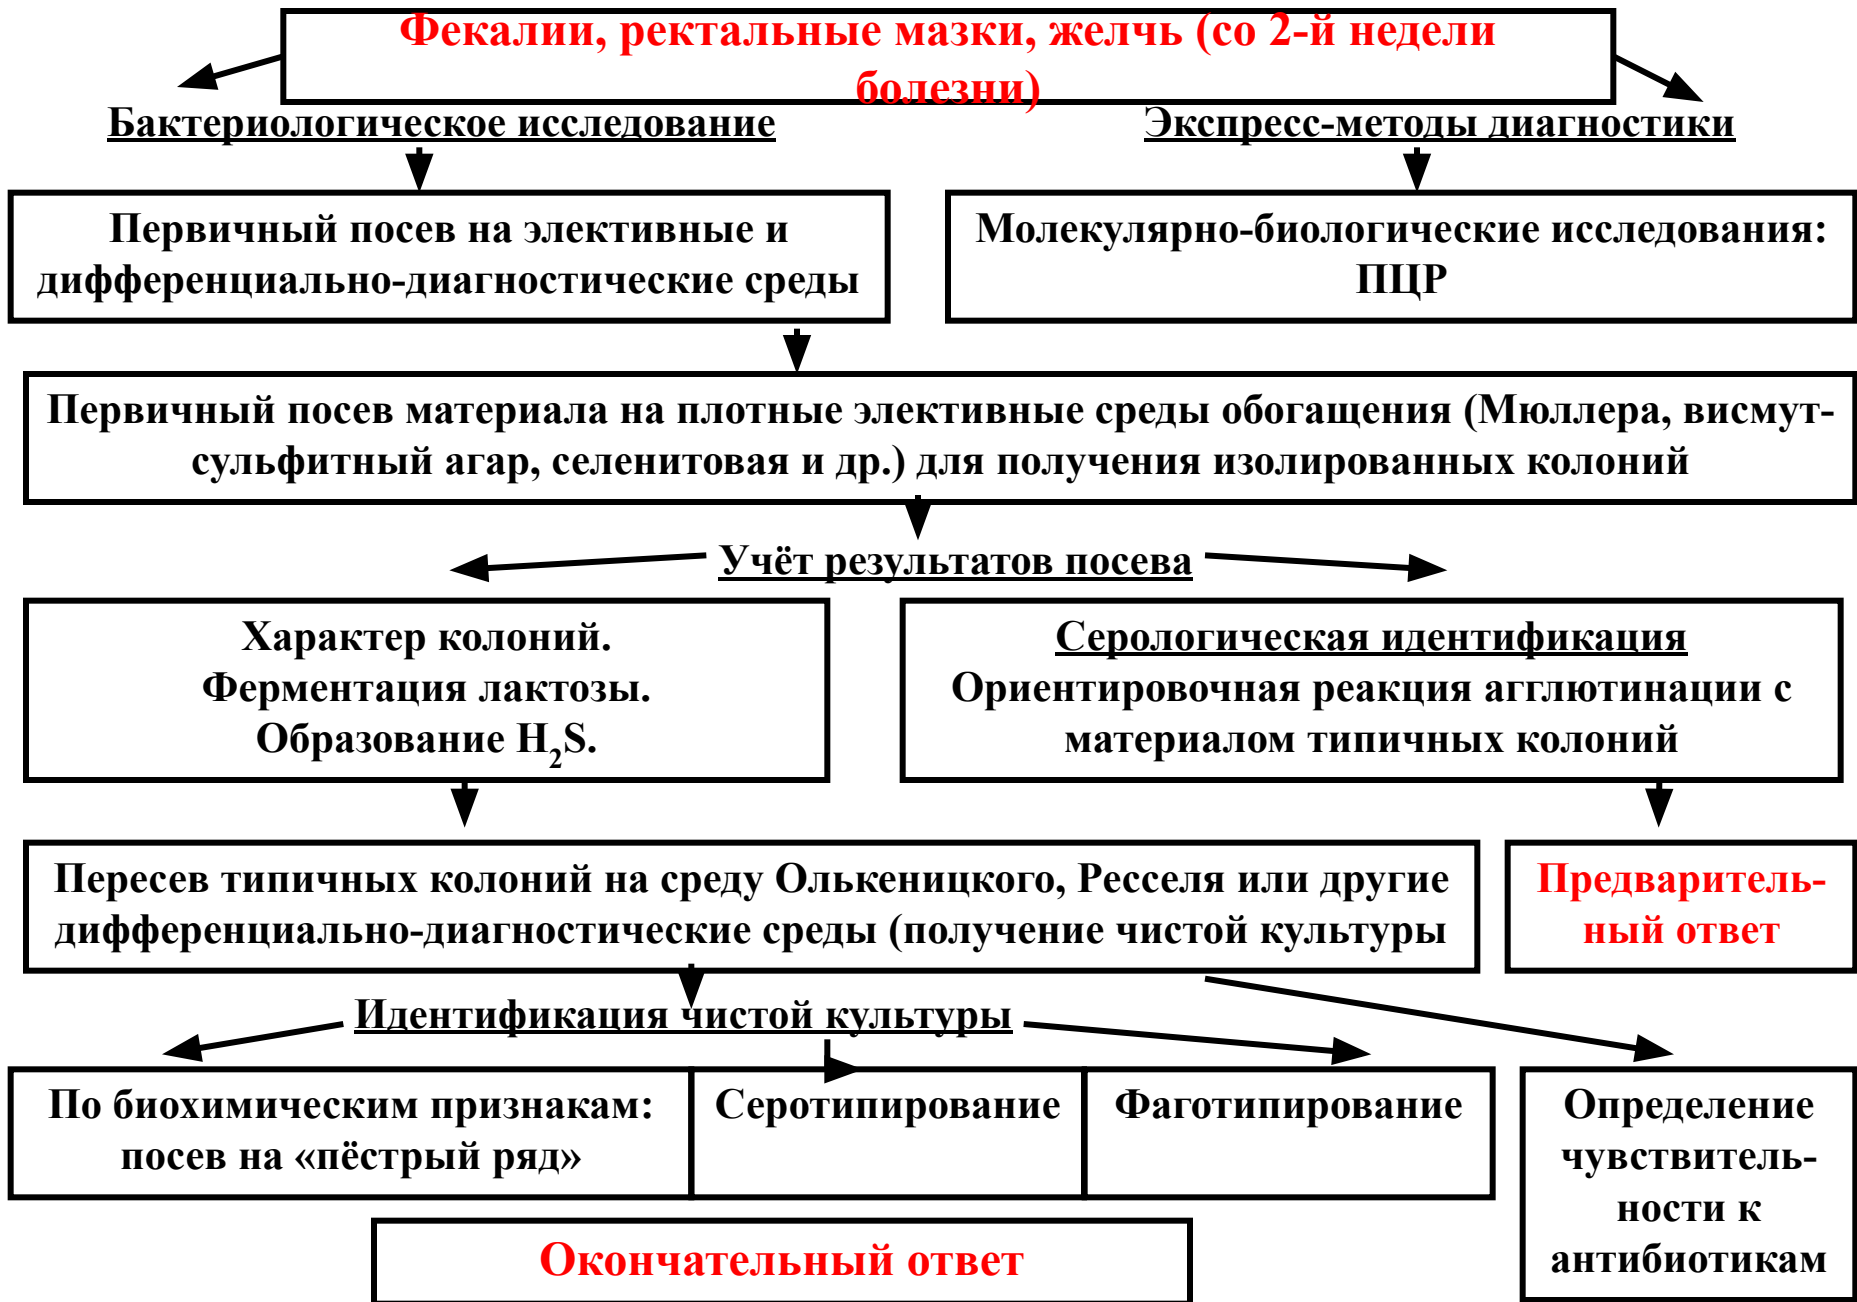 Фекалии, ректальные мазки, желчь (со 2-й недели
болезни)
Бактериологическое исследование
Экспресс-методы диагностики
Первичный посев на элективные и
дифференциально-диагностические среды
Молекулярно-биологические исследования:
ПЦР
Первичный посев материала на плотные элективные среды обогащения (Мюллера, висмут-
сульфитный агар, селенитовая и др.) для получения изолированных колоний
Учёт результатов посева
Характер колоний.
Ферментация лактозы.
Образование H₂S.
Серологическая идентификация
Ориентировочная реакция агглютинации с
материалом типичных колоний
Пересев типичных колоний на среду Олькеницкого, Ресселя или другие
дифференциально-диагностические среды (получение чистой культуры
Предваритель-
ный ответ
Идентификация чистой культуры
По биохимическим признакам:
посев на «пёстрый ряд»
Серотипирование
Фаготипирование
Определение
чувствитель-
ности к
антибиотикам
Окончательный ответ